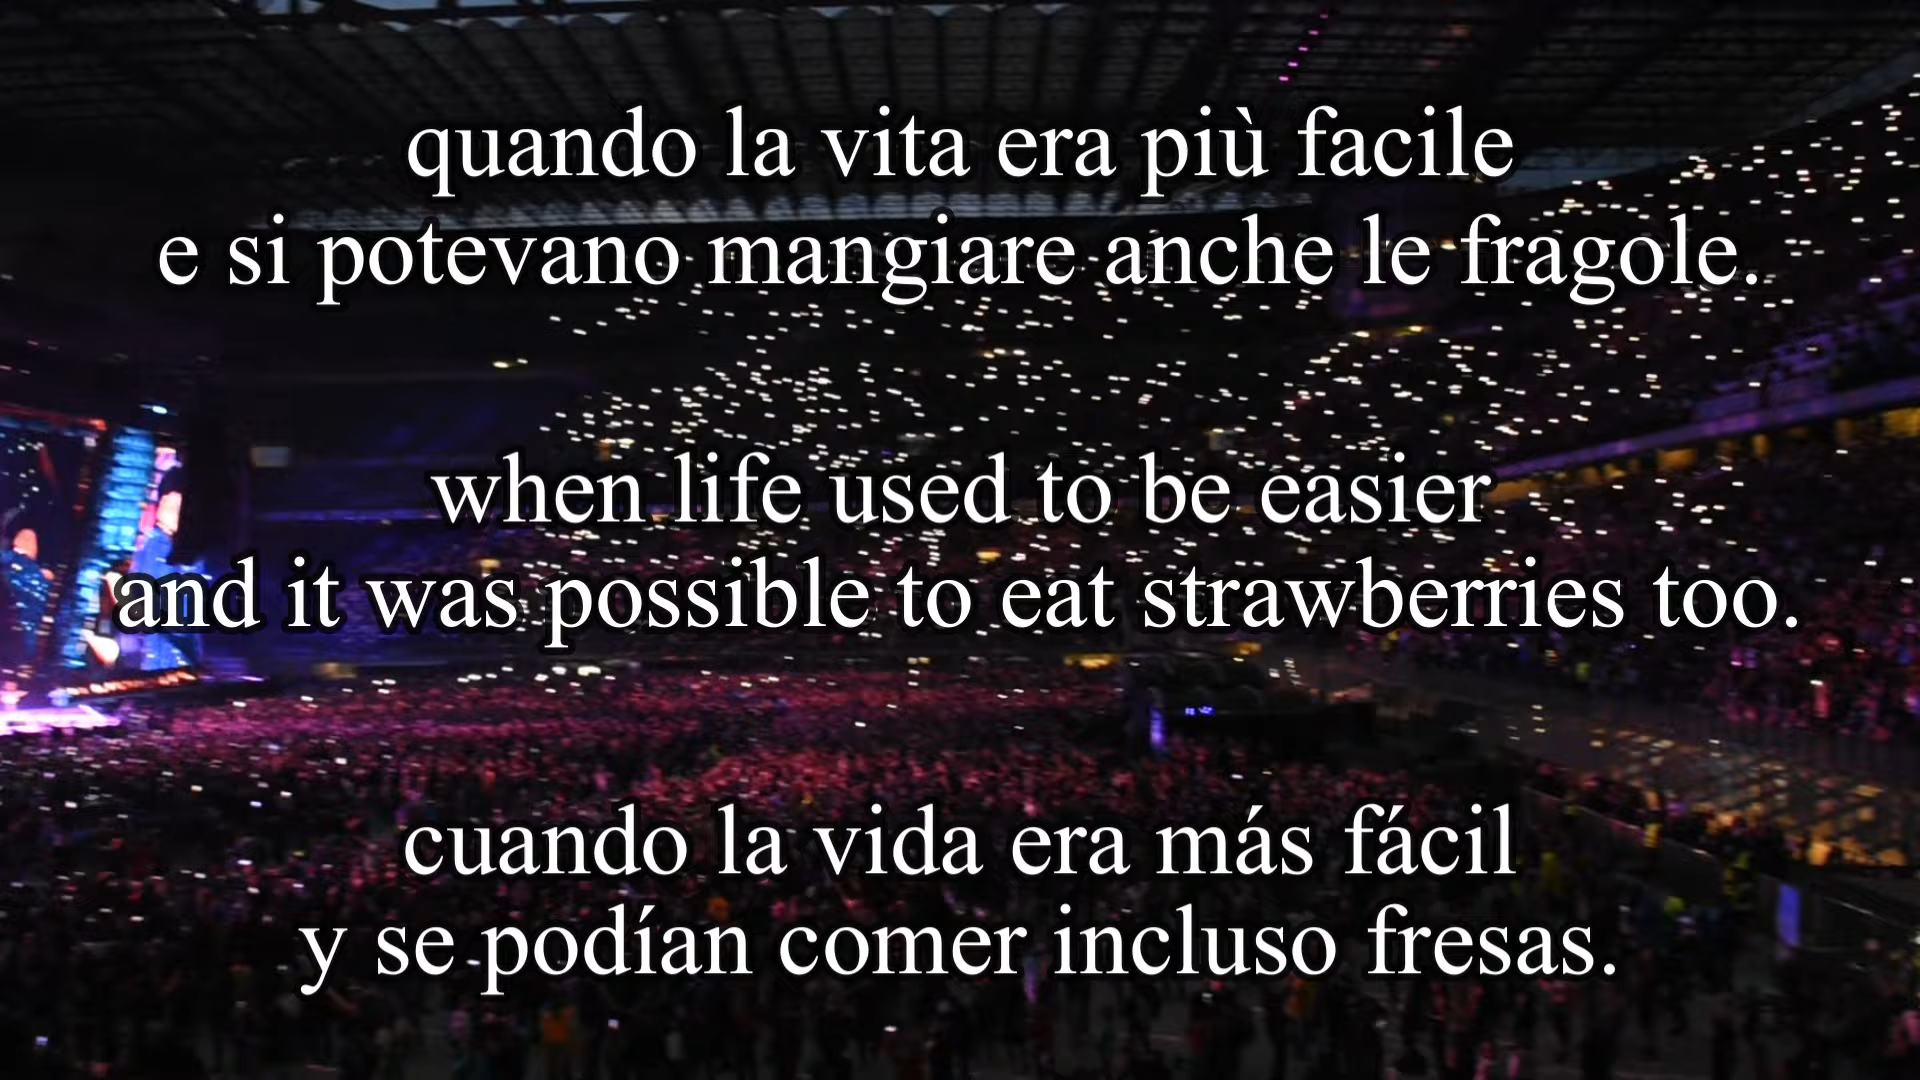 quando la vita era più facile
e si potevano mangiare anche le fragole.
when life used to be easier
and it was possible to eat strawberries too.
cuando la vida era más fácil
y se podían comer incluso fresas.